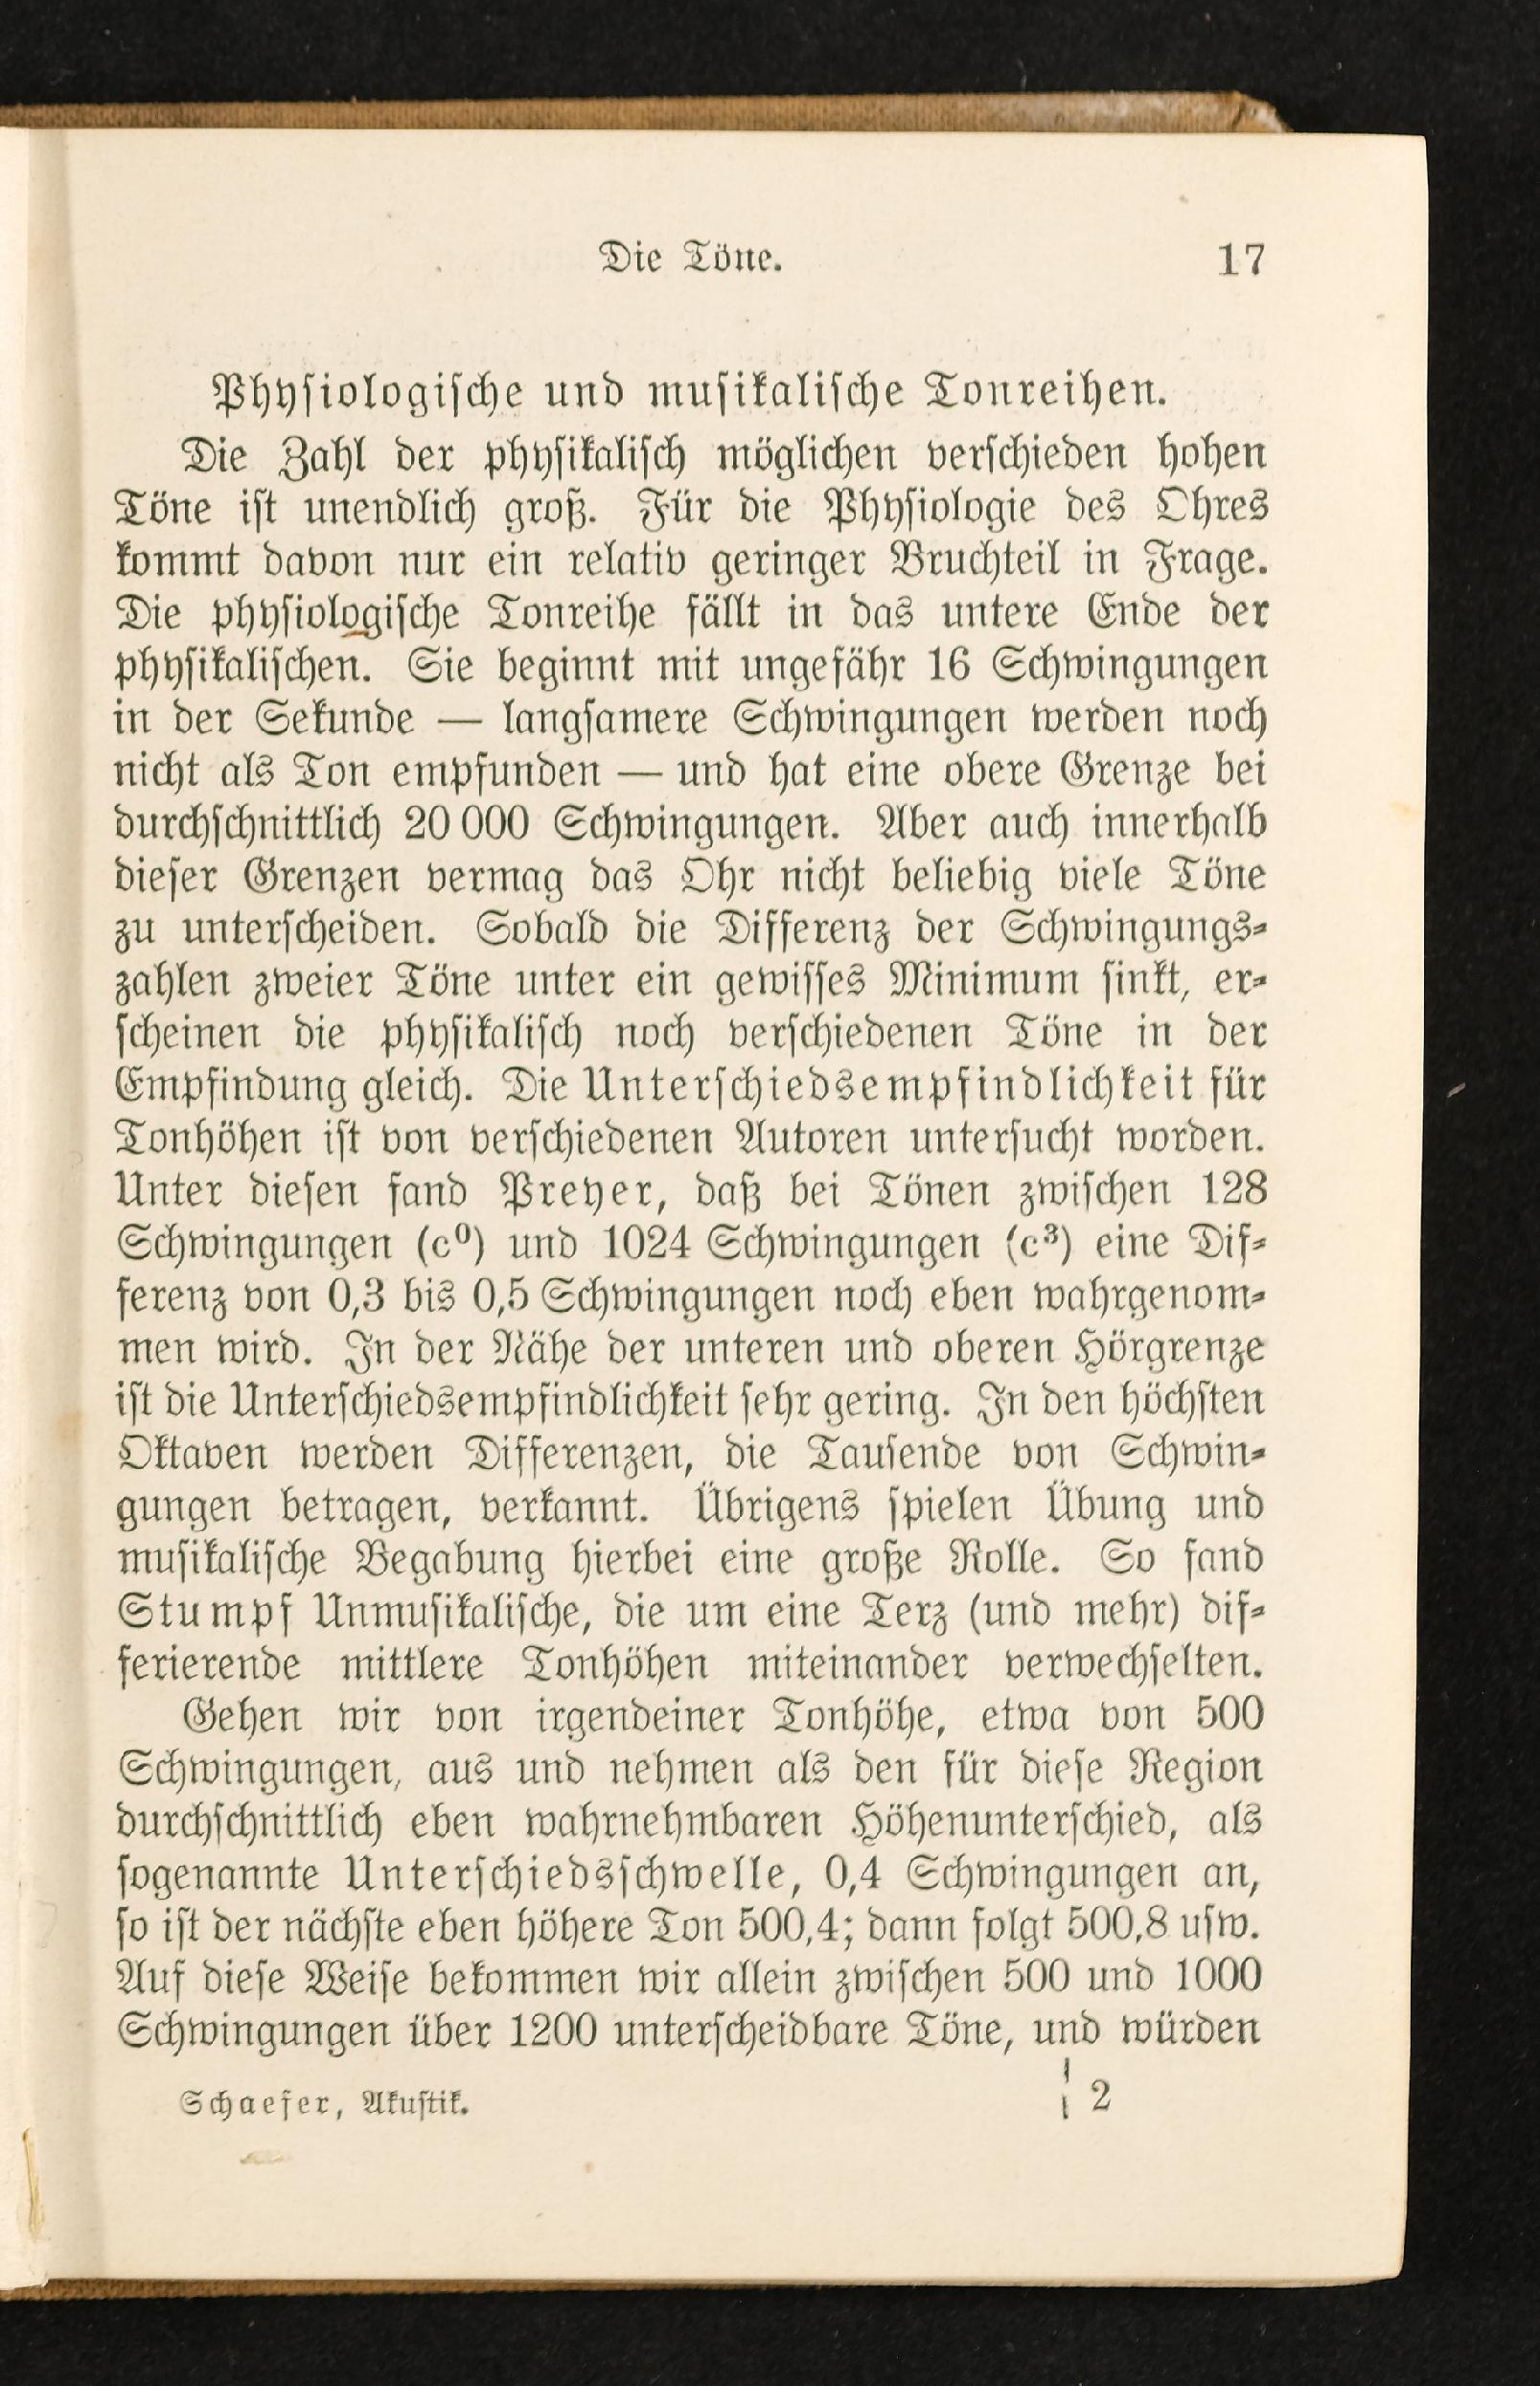 Die Töne.
17
Physiologische und musikalische Tonreihen.
Die Zahl der physikalisch möglichen verschieden hohen
Töne ist unendlich groß. Für die Physiologie des Ohres
kommt davon nur ein relativ geringer Bruchteil in Frage.
Die physiologische Tonreihe fällt in das untere Ende der
physikalischen. Sie beginnt mit ungefähr 16 Schwingungen
in der Sekunde — langsamere Schwingungen werden noch
nicht als Ton empfunden — und hat eine obere Grenze bei
durchschnittlich 20 000 Schwingungen. Aber auch innerhalb
dieser Grenzen vermag das Ohr nicht beliebig viele Töne
zu unterscheiden. Sobald die Differenz der Schwingungs-
zahlen zweier Töne unter ein gewisses Minimum sinkt, er-
scheinen die physikalisch noch verschiedenen Töne in der
Empfindung gleich. Die Unterschiedsempfindlichkeit für
Tonhöhen ist von verschiedenen Autoren untersucht worden.
Unter diesen fand Preyer, daß bei Tönen zwischen 128
Schwingungen (c⁰) und 1024 Schwingungen (c³) eine Dif-
ferenz von 0,3 bis 0,5 Schwingungen noch eben wahrgenom-
men wird. In der Nähe der unteren und oberen Hörgrenze
ist die Unterschiedsempfindlichkeit sehr gering. In den höchsten
Oktaven werden Differenzen, die Tausende von Schwin-
gungen betragen, verkannt. Übrigens spielen Übung und
musikalische Begabung hierbei eine große Rolle. So fand
Stumpf Unmusikalische, die um eine Terz (und mehr) dif-
ferierende mittlere Tonhöhen miteinander verwechselten.
Gehen wir von irgendeiner Tonhöhe, etwa von 500
Schwingungen, aus und nehmen als den für diese Region
durchschnittlich eben wahrnehmbaren Höhenunterschied, als
sogenannte Unterschiedsschwelle, 0,4 Schwingungen an,
so ist der nächste eben höhere Ton 500,4; dann folgt 500,8 usw.
Auf diese Weise bekommen wir allein zwischen 500 und 1000
Schwingungen über 1200 unterscheidbare Töne, und würden
Schaefer, Akustik.
2